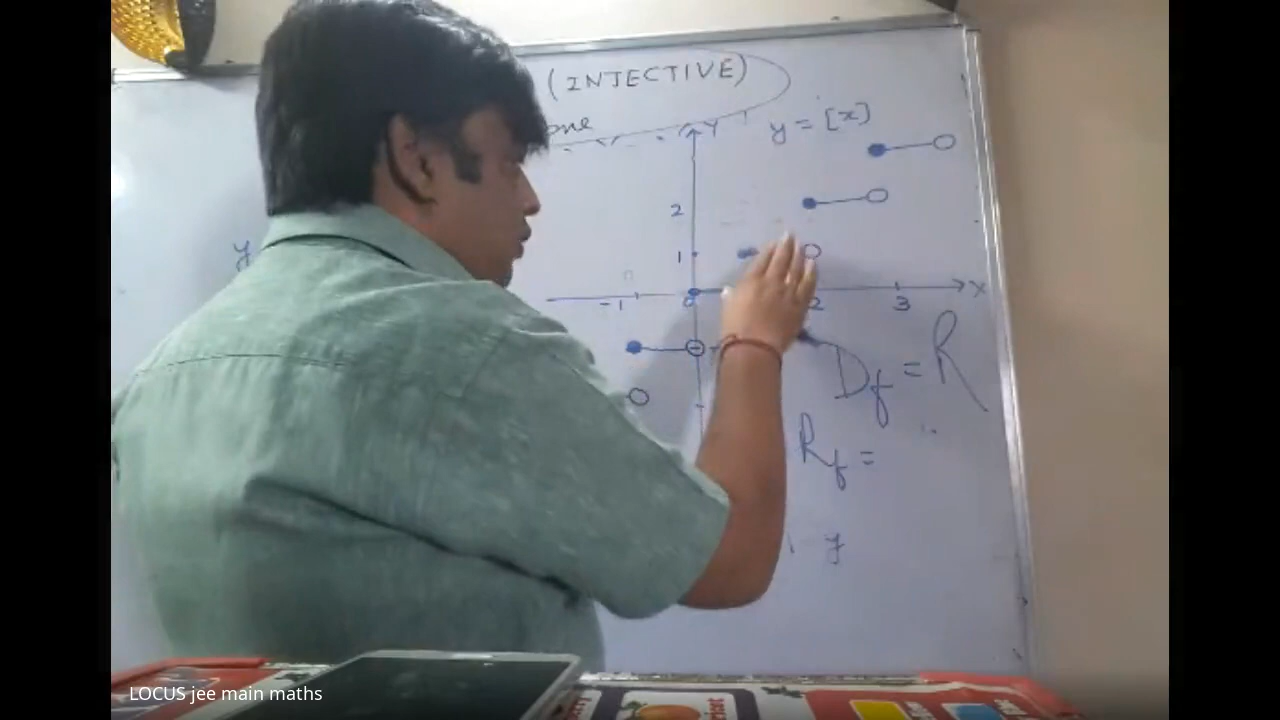 (INJECTIVE)
one
Y
y = [x]
2
y
1
-1
0
2
3
X
Df = R
Rf =
y
LOCUS jee main maths